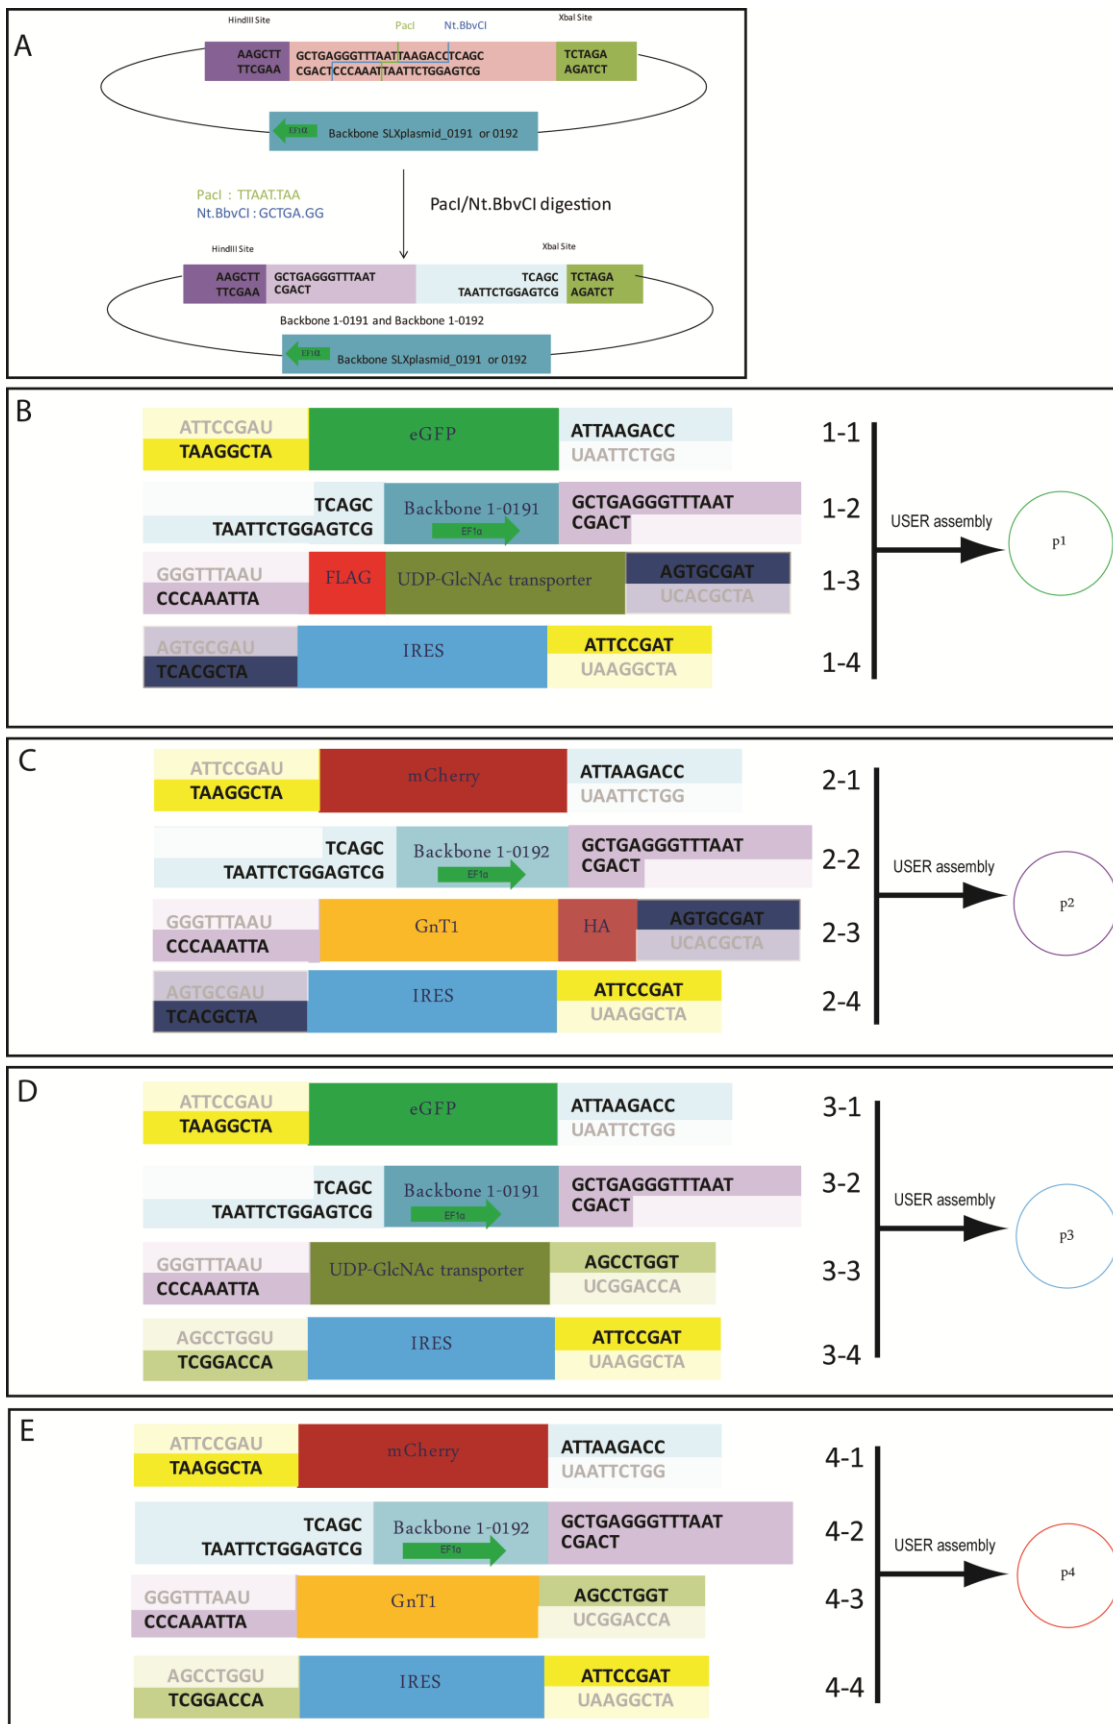 A
HindIII Site
PacI
Nt.BbvCI
XbaI Site
AAGCTT
GCTGAGGGTTTAATTAAGACCTCAGC
TCTAGA
TTCGAA
CGACTCCCAAATTAATTCTGGAGTCG
AGATCT
EF1α
Backbone SLXplasmid_0191 or 0192
PacI : TTAAT.TAA
Nt.BbvCI : GCTGA.GG
PacI/Nt.BbvCI digestion
HindIII Site
XbaI Site
AAGCTT
GCTGAGGGTTTAAT
TCAGC
TCTAGA
TTCGAA
CGACT
TAATTCTGGAGTCG
AGATCT
Backbone 1-0191 and Backbone 1-0192
EF1α
Backbone SLXplasmid_0191 or 0192
B
ATTCCGAU
eGFP
ATTAAGACC
1-1
TAAGGCTA
UAATTCTGG
TCAGC
Backbone 1-0191
GCTGAGGGTTTAAT
1-2
TAATTCTGGAGTCG
EF1α
CGACT
USER assembly
p1
GGGTTTAAU
FLAG
UDP-GlcNAc transporter
AGTGCGAT
1-3
CCCAAATTA
UCACGCTA
AGTGCGAU
IRES
ATTCCGAT
1-4
TCACGCTA
UAAGGCTA
C
ATTCCGAU
mCherry
ATTAAGACC
2-1
TAAGGCTA
UAATTCTGG
TCAGC
Backbone 1-0192
GCTGAGGGTTTAAT
2-2
TAATTCTGGAGTCG
EF1α
CGACT
USER assembly
p2
GGGTTTAAU
GnT1
HA
AGTGCGAT
2-3
CCCAAATTA
UCACGCTA
AGTGCGAU
IRES
ATTCCGAT
2-4
TCACGCTA
UAAGGCTA
D
ATTCCGAU
eGFP
ATTAAGACC
3-1
TAAGGCTA
UAATTCTGG
TCAGC
Backbone 1-0191
GCTGAGGGTTTAAT
3-2
TAATTCTGGAGTCG
EF1α
CGACT
USER assembly
p3
GGGTTTAAU
UDP-GlcNAc transporter
AGCCTGGT
3-3
CCCAAATTA
UCGGACCA
AGCCTGGU
IRES
ATTCCGAT
3-4
TCGGACCA
UAAGGCTA
E
ATTCCGAU
mCherry
ATTAAGACC
4-1
TAAGGCTA
UAATTCTGG
TCAGC
Backbone 1-0192
GCTGAGGGTTTAAT
4-2
TAATTCTGGAGTCG
EF1α
CGACT
USER assembly
p4
GGGTTTAAU
GnT1
AGCCTGGT
4-3
CCCAAATTA
UCGGACCA
AGCCTGGU
IRES
ATTCCGAT
4-4
TCGGACCA
UAAGGCTA